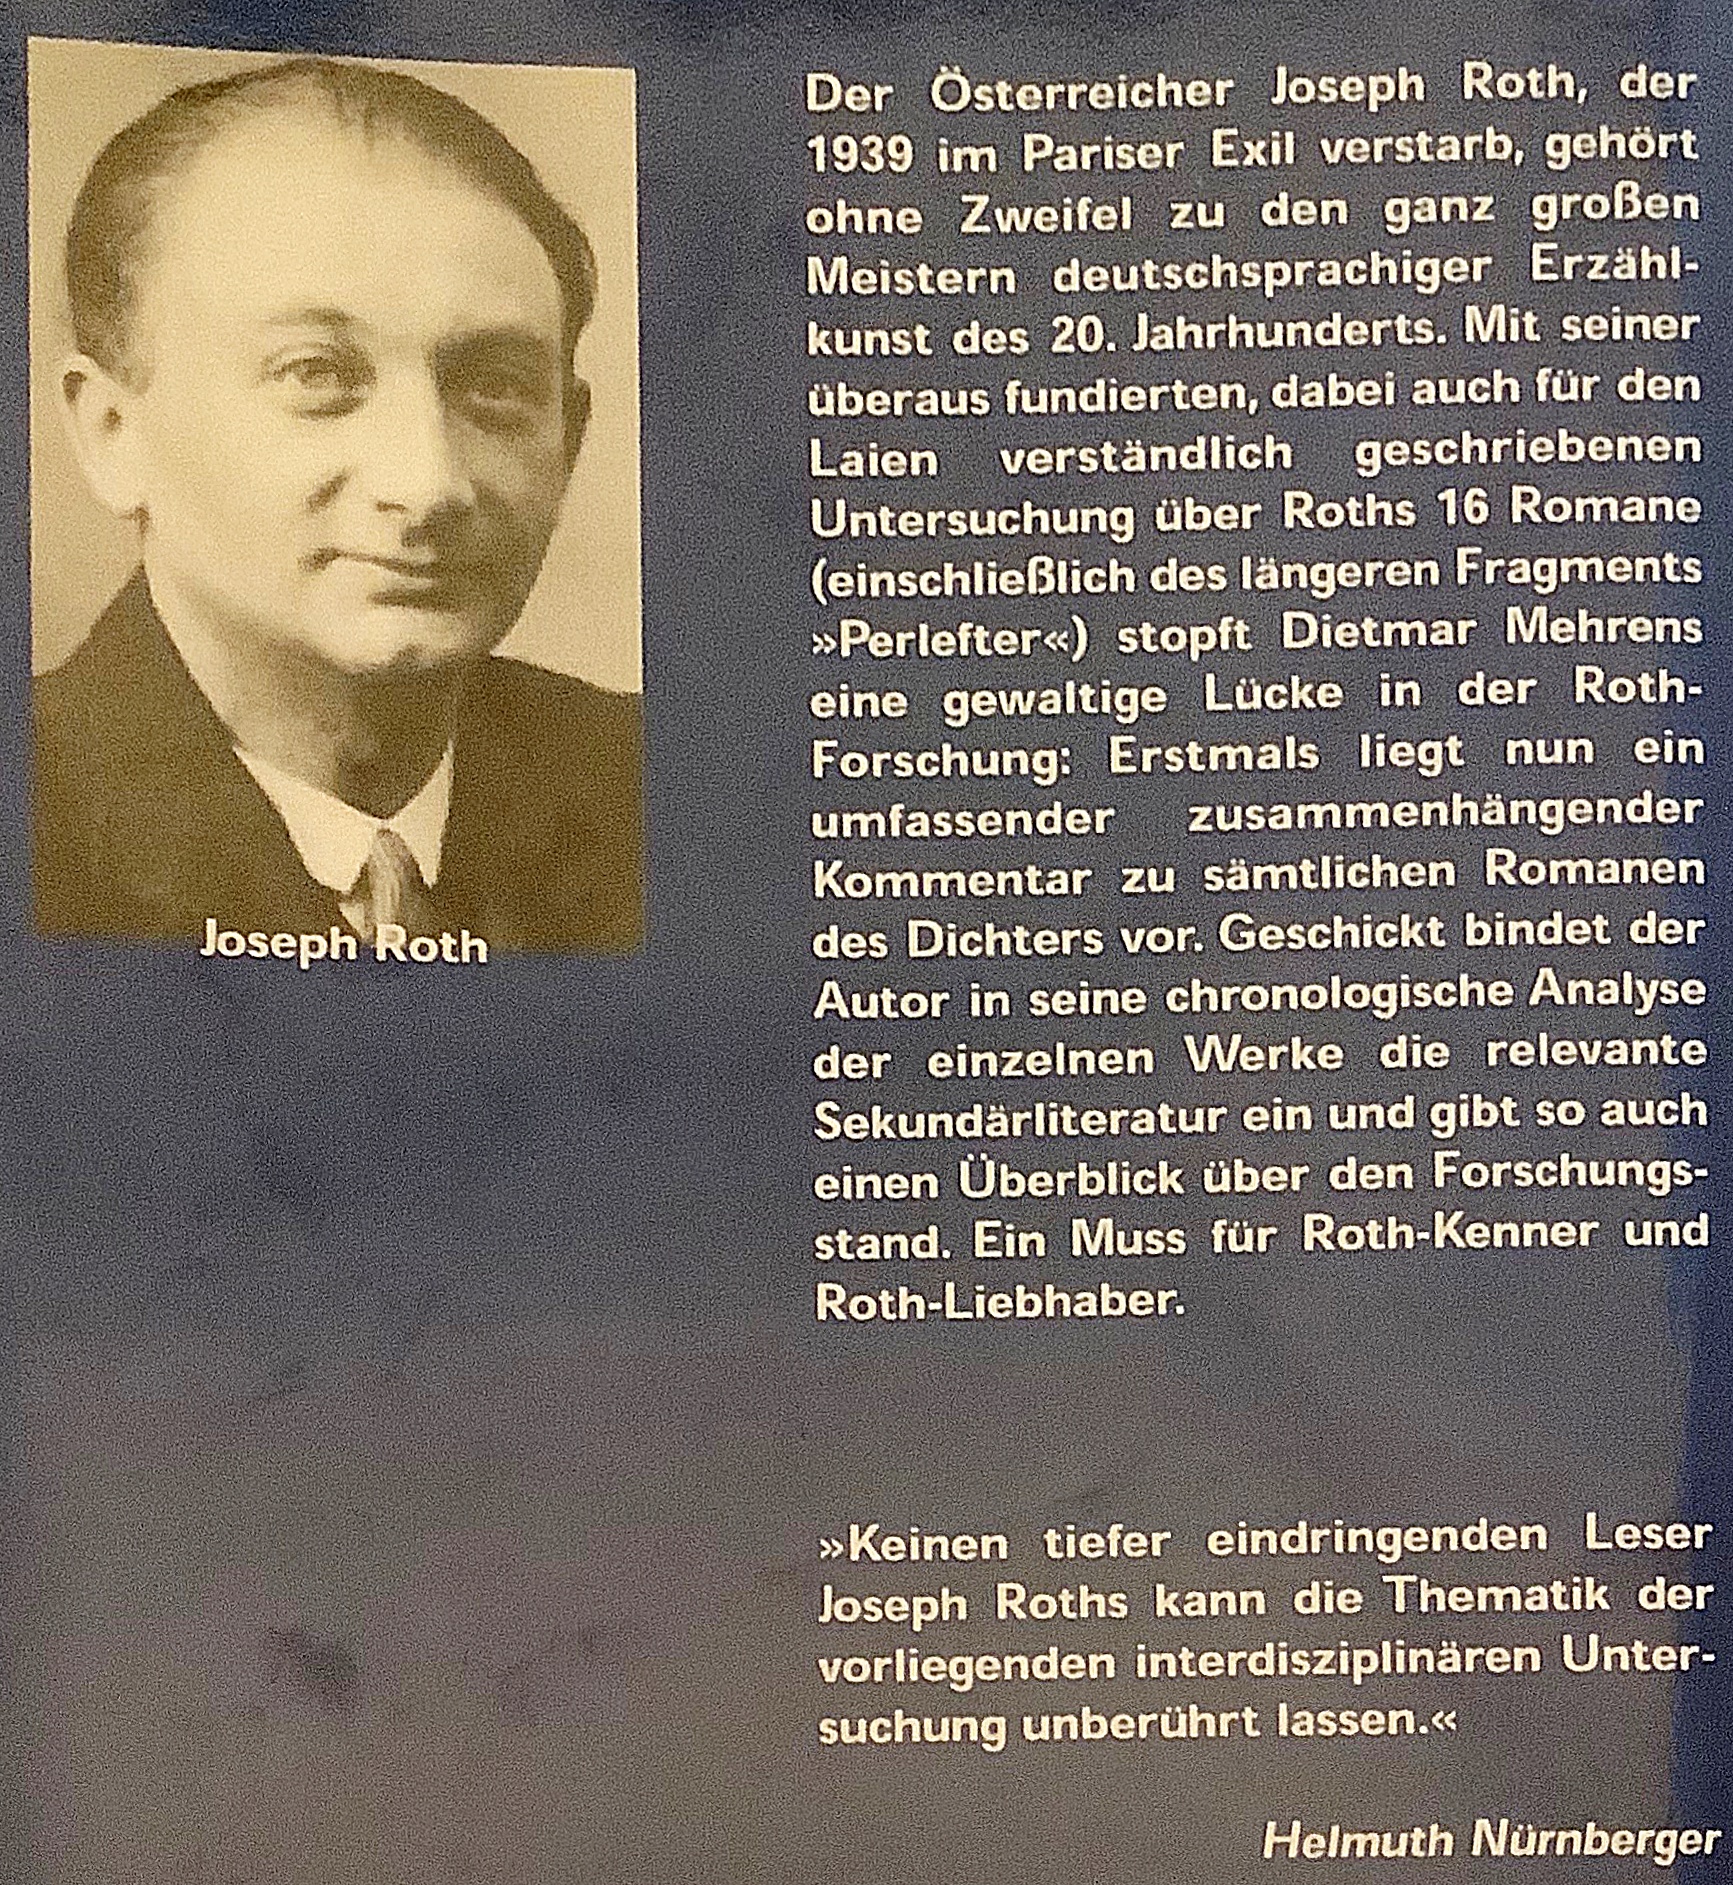 Joseph Roth
Der Österreicher Joseph Roth, der
1939 im Pariser Exil verstarb, gehört
ohne Zweifel zu den ganz großen
Meistern deutschsprachiger Erzähl-
kunst des 20. Jahrhunderts. Mit seiner
überaus fundierten, dabei auch für den
Laien verständlich geschriebenen
Untersuchung über Roths 16 Romane
(einschließlich des längeren Fragments
»Perlefter«) stopft Dietmar Mehrens
eine gewaltige Lücke in der Roth-
Forschung: Erstmals liegt nun ein
umfassender zusammenhängender
Kommentar zu sämtlichen Romanen
des Dichters vor. Geschickt bindet der
Autor in seine chronologische Analyse
der einzelnen Werke die relevante
Sekundärliteratur ein und gibt so auch
einen Überblick über den Forschungs-
stand. Ein Muss für Roth-Kenner und
Roth-Liebhaber.
»Keinen tiefer eindringenden Leser
Joseph Roths kann die Thematik der
vorliegenden interdisziplinären Unter-
suchung unberührt lassen.«
Helmuth Nürnberger